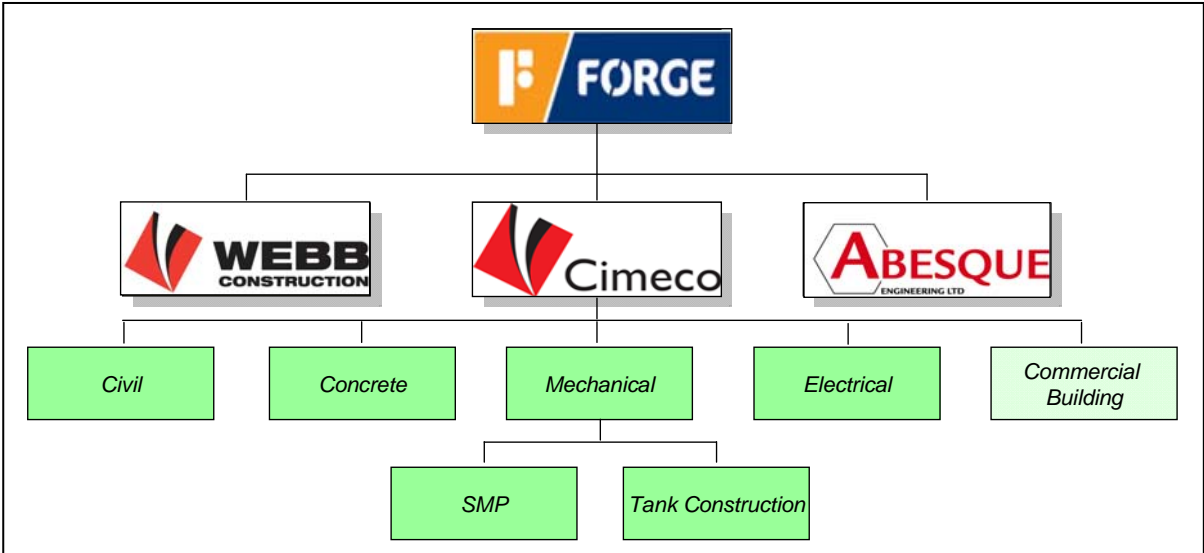 FORGE
WEBB
CONSTRUCTION
Cimeco
ABESQUE
ENGINEERING LTD
Civil
Concrete
Mechanical
Electrical
Commercial
Building
SMP
Tank Construction